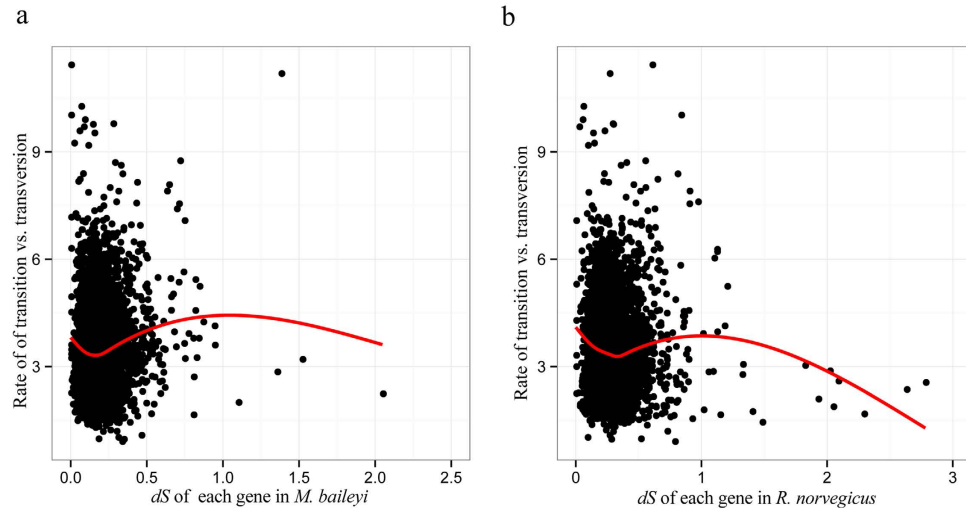 a
Rate of of transition vs. transversion
9
6
3
0.0 0.5 1.0 1.5 2.0 2.5
dS of each gene in M. baileyi
b
Rate of transition vs. transversion
9
6
3
0 1 2 3
dS of each gene in R. norvegicus